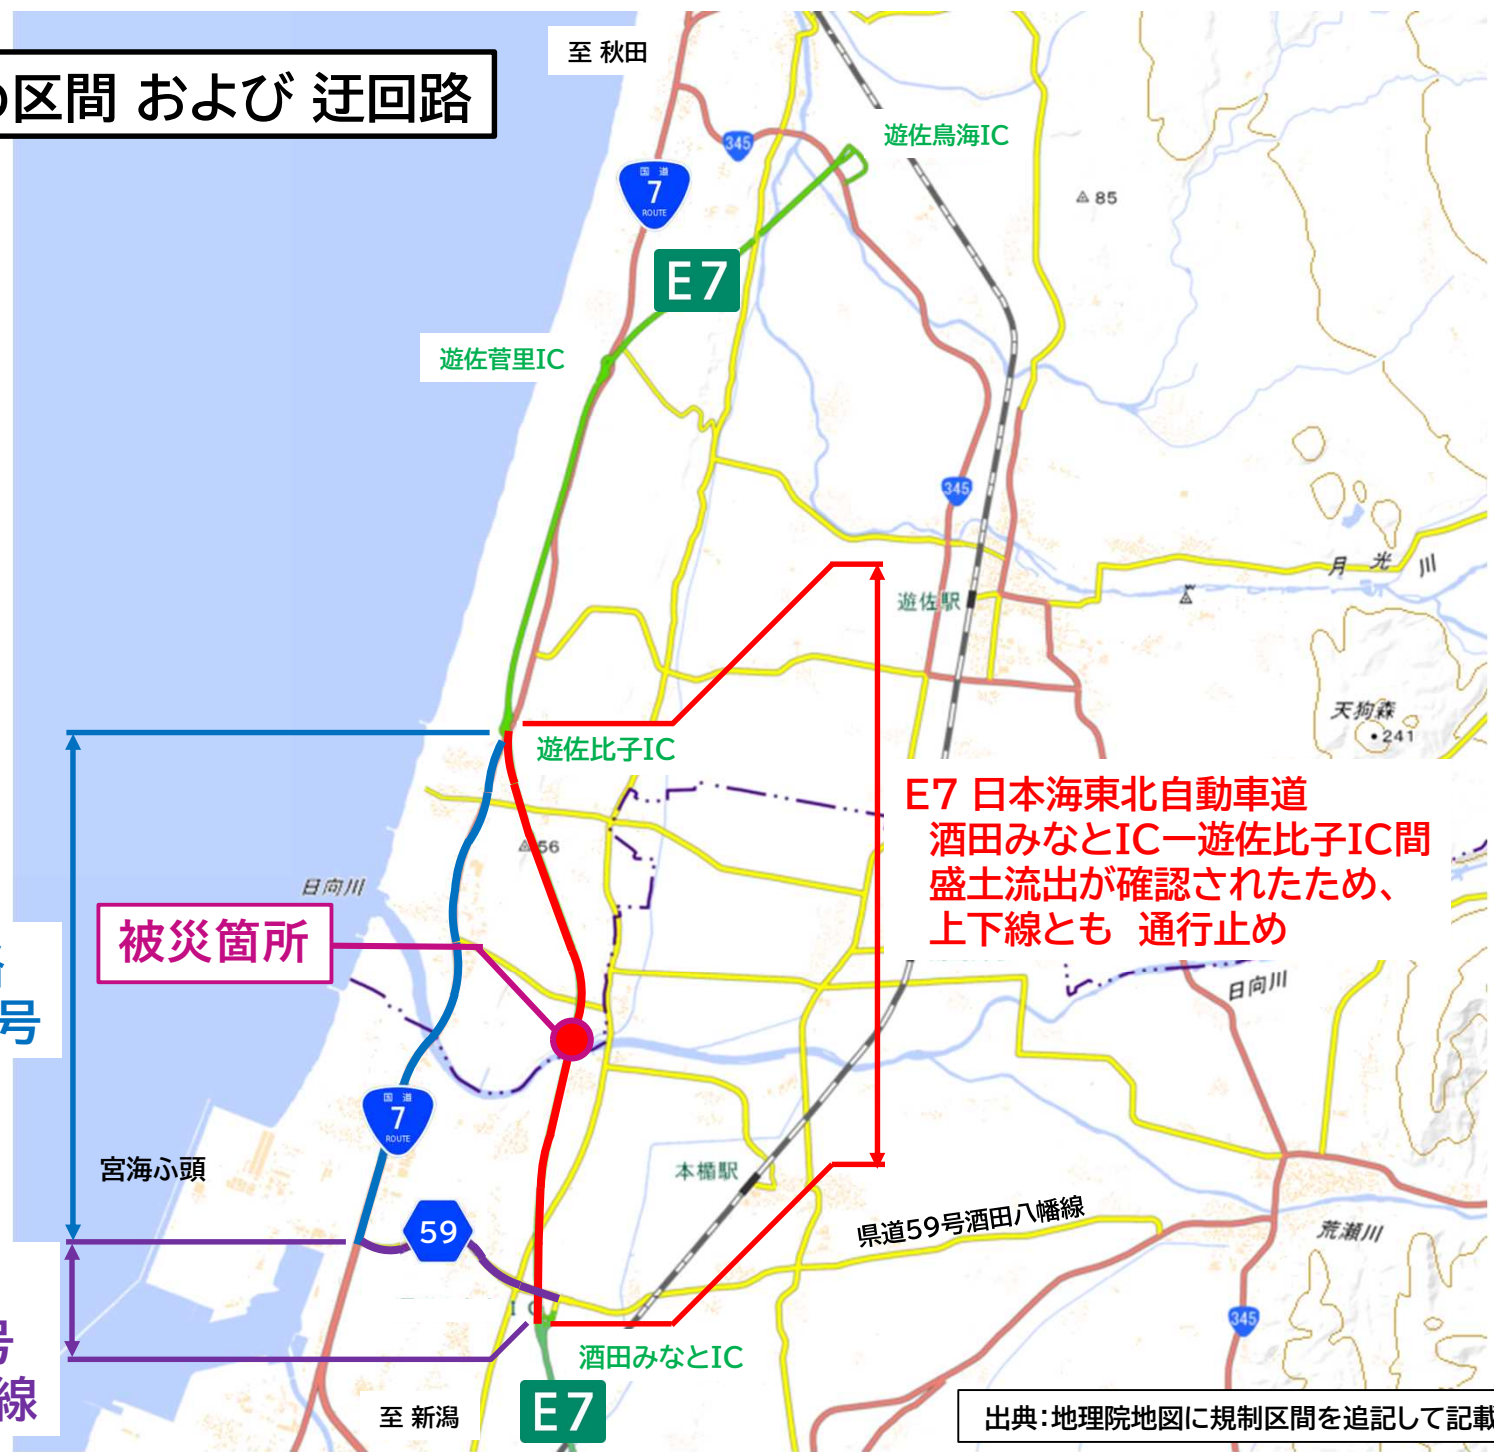 の区間 および 迂回路
至 秋田
遊佐鳥海IC
345
国道
7
ROUTE
85
E7
遊佐菅里IC
345
月光川
遊佐駅
天狗森
241
遊佐比子IC
E7 日本海東北自動車道
酒田みなとICー遊佐比子IC間
盛土流出が確認されたため、
上下線とも 通行止め
56
日向川
被災箇所
号
日向川
国道
7
ROUTE
宮海ふ頭
本楯駅
59
県道59号酒田八幡線
荒瀬川
I C
345
号
線
酒田みなとIC
至 新潟
E7
出典:地理院地図に規制区間を追記して記載